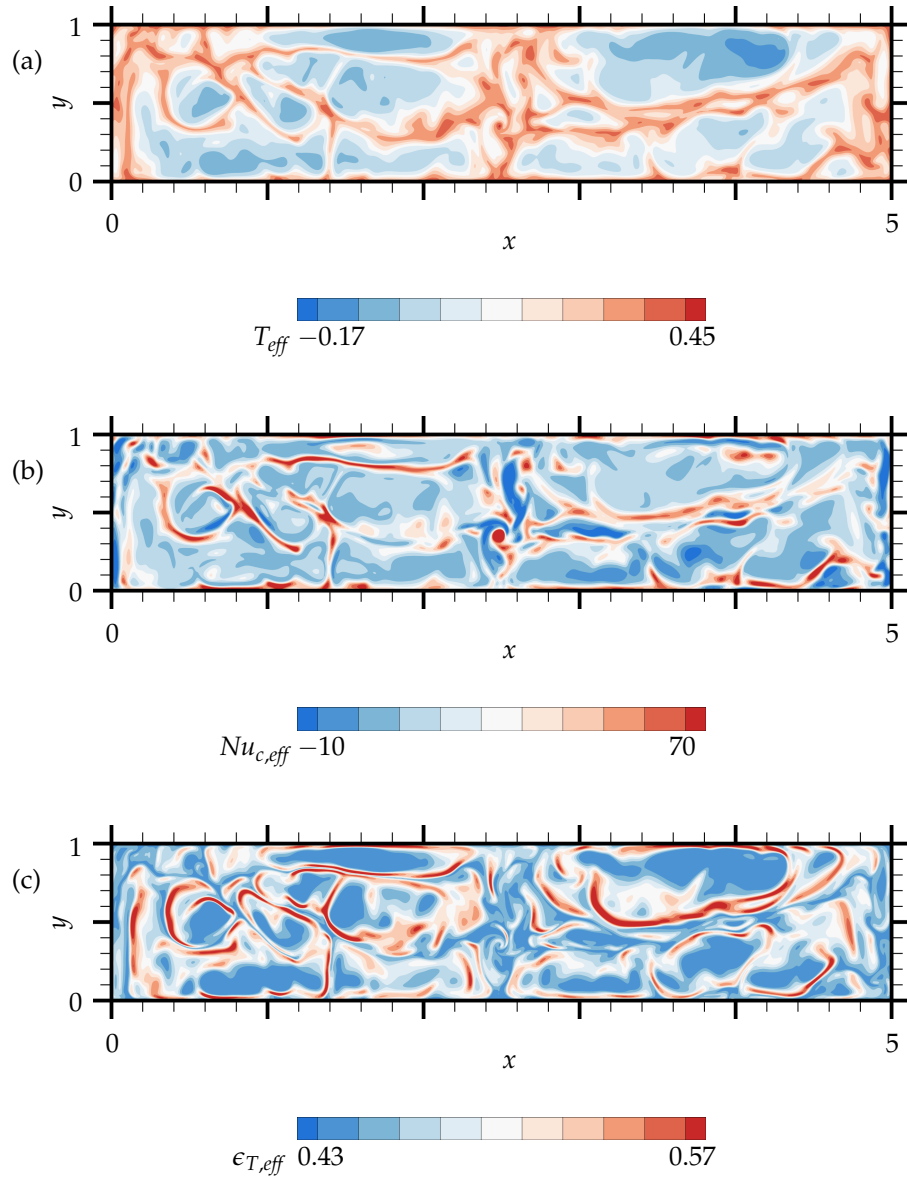 (a)
1
y
0
0
5
x
T_eff −0.17 0.45
(b)
1
y
0
0
5
x
Nu_c,eff −10 70
(c)
1
y
0
0
5
x
ϵ_T,eff 0.43 0.57